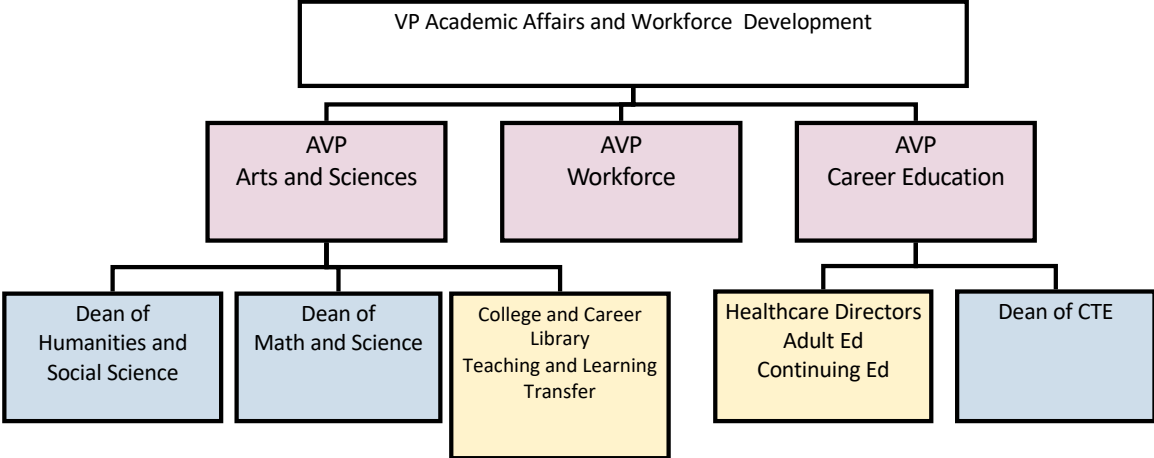 VP Academic Affairs and Workforce  Development
AVP
Arts and Sciences
AVP
Workforce
AVP
Career Education
Dean of
Humanities and
Social Science
Dean of
Math and Science
College and Career
Library
Teaching and Learning
Transfer
Healthcare Directors
Adult Ed
Continuing Ed
Dean of CTE